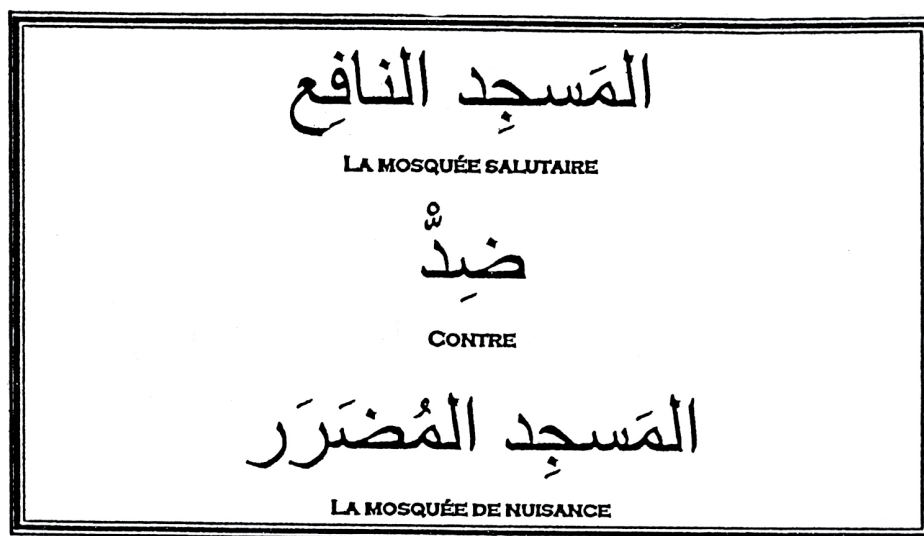 المَسجِد النافِع
LA MOSQUÉE SALUTAIRE
ضِدّْ
CONTRE
المَسجِد المُضَرَر
LA MOSQUÉE DE NUISANCE